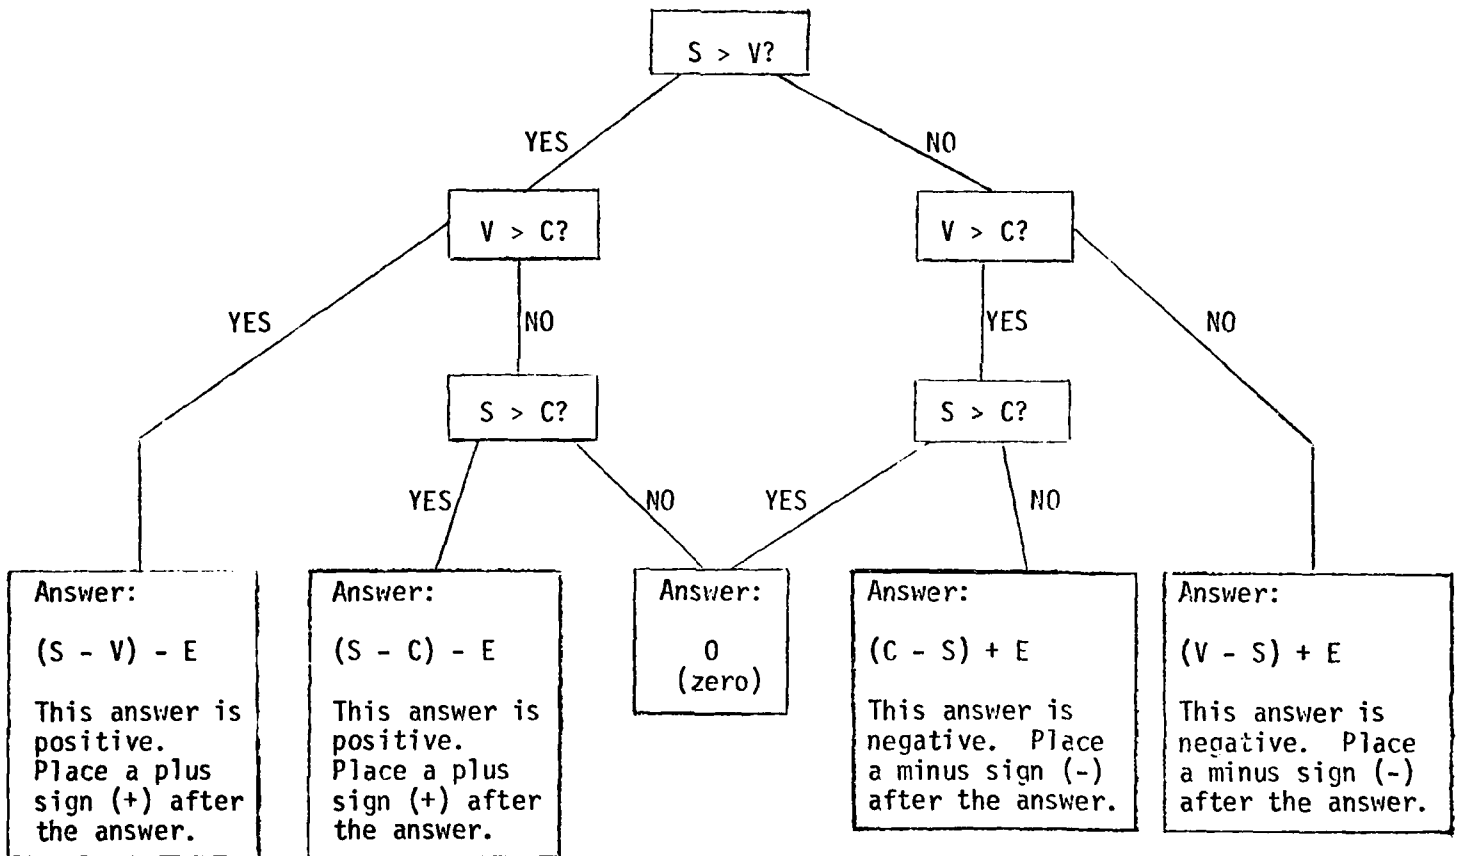 S > V?
YES
NO
V > C?
V > C?
YES
NO
YES
NO
S > C?
S > C?
YES
NO
YES
NO
Answer:
(S - V) - E
This answer is
positive.
Place a plus
sign (+) after
the answer.
Answer:
(S - C) - E
This answer is
positive.
Place a plus
sign (+) after
the answer.
Answer:
0
(zero)
Answer:
(C - S) + E
This answer is
negative. Place
a minus sign (-)
after the answer.
Answer:
(V - S) + E
This answer is
negative. Place
a minus sign (-)
after the answer.